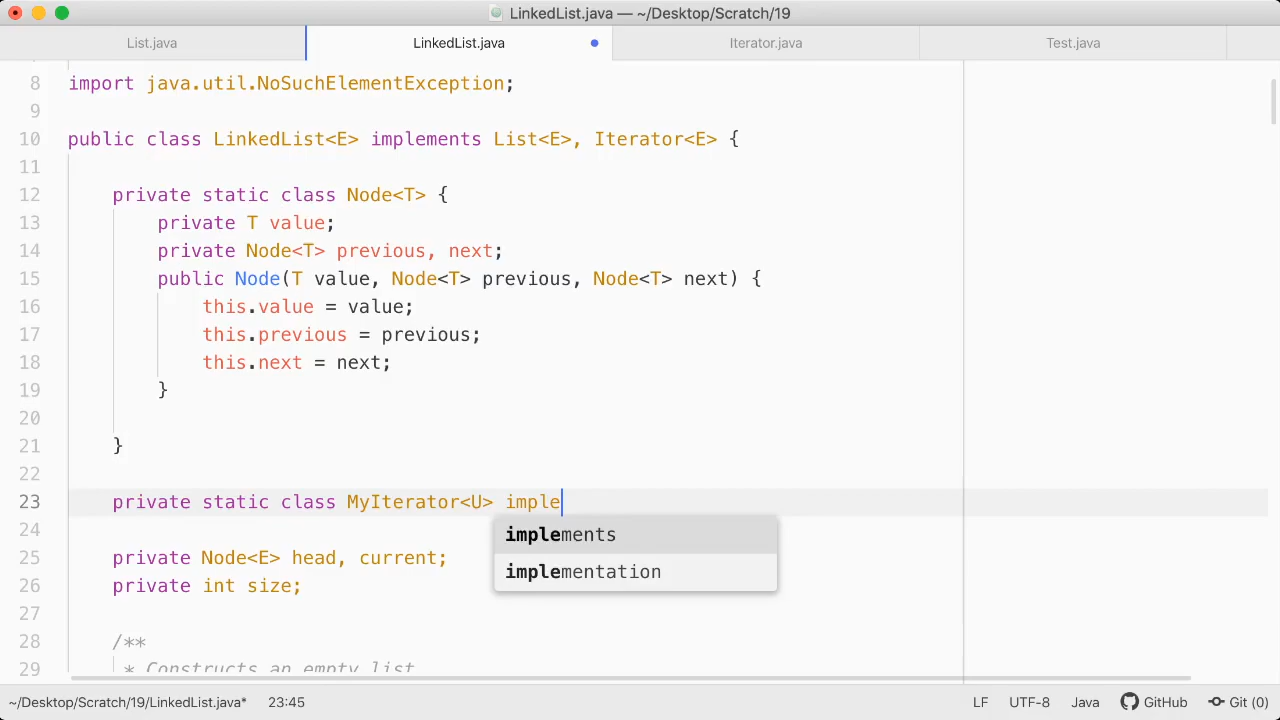 LinkedList.java — ~/Desktop/Scratch/19
List.java LinkedList.java Iterator.java Test.java
8 import java.util.NoSuchElementException;
9
10 public class LinkedList<E> implements List<E>, Iterator<E> {
11
12 private static class Node<T> {
13 private T value;
14 private Node<T> previous, next;
15 public Node(T value, Node<T> previous, Node<T> next) {
16 this.value = value;
17 this.previous = previous;
18 this.next = next;
19 }
20
21 }
22
23 private static class MyIterator<U> imple
implements
24
25 private Node<E> head, current;
implementation
26 private int size;
27
28 /**
29 * Constructs an empty list
~/Desktop/Scratch/19/LinkedList.java* 23:45 LF UTF-8 Java GitHub Git (0)